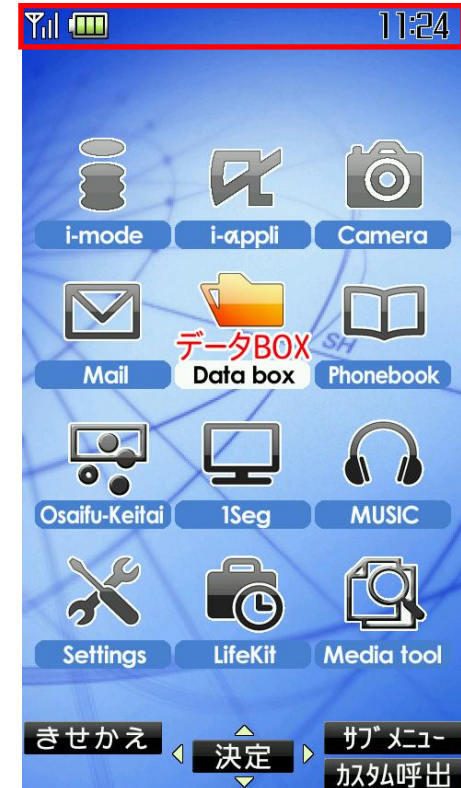 11:24
i-mode i-αppli Camera
データBOX
Mail Data box Phonebook
SH
Osaifu-Keitai 1Seg MUSIC
Settings LifeKit Media tool
きせかえ 決定 サブメニュー
カスタム呼出